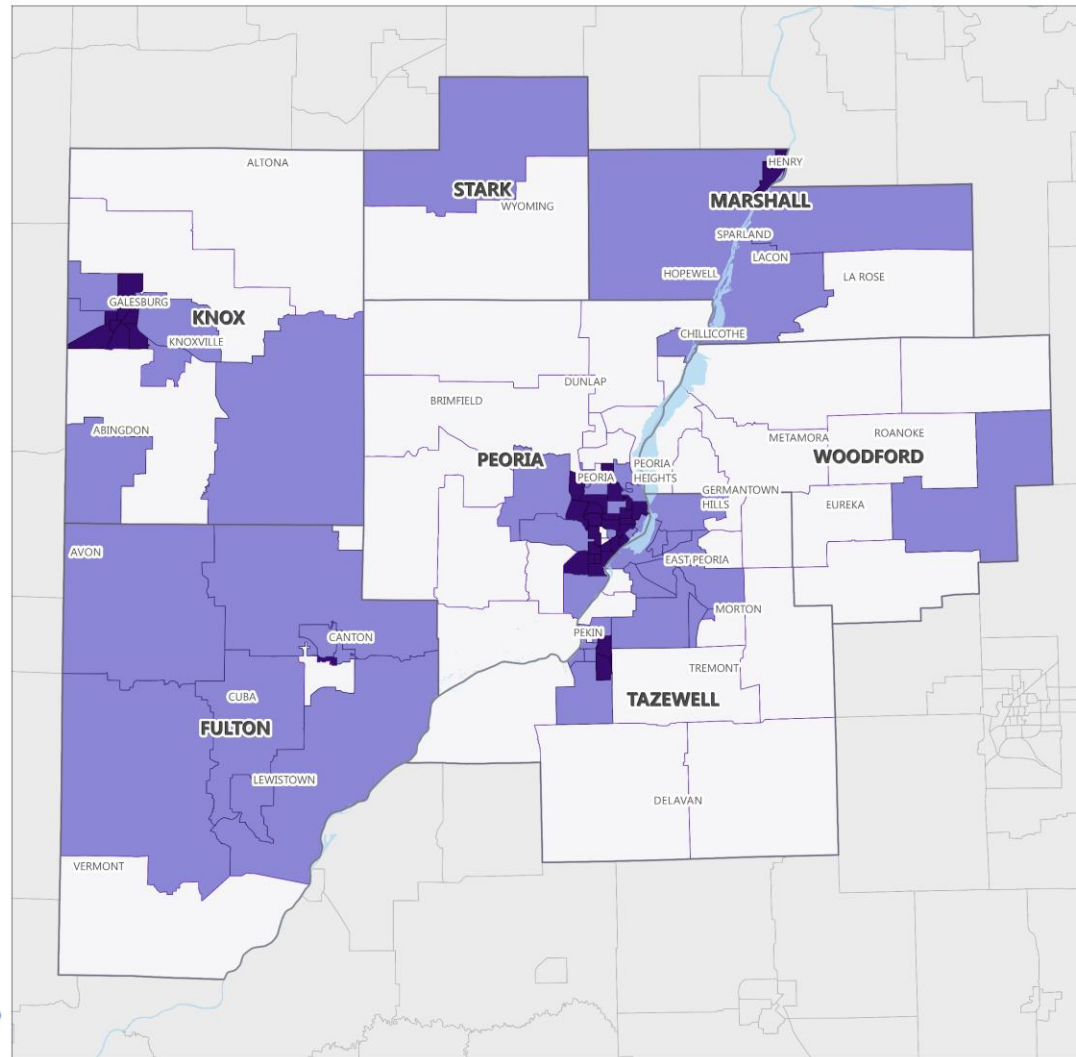 ALTONA
HENRY
STARK
MARSHALL
WYOMING
SPARLAND
LACON
HOPEWELL
LA ROSE
GALESBURG
KNOX
KNOXVILLE
CHILLICOTHE
DUNLAP
BRIMFIELD
ABINGDON
METAMORA
ROANOKE
PEORIA
WOODFORD
PEORIA
HEIGHTS
PEORIA
GERMANTOWN
HILLS
EUREKA
AVON
EAST PEORIA
MORTON
CANTON
PEKIN
TREMONT
CUBA
TAZEWELL
FULTON
LEWISTOWN
DELAVAN
VERMONT